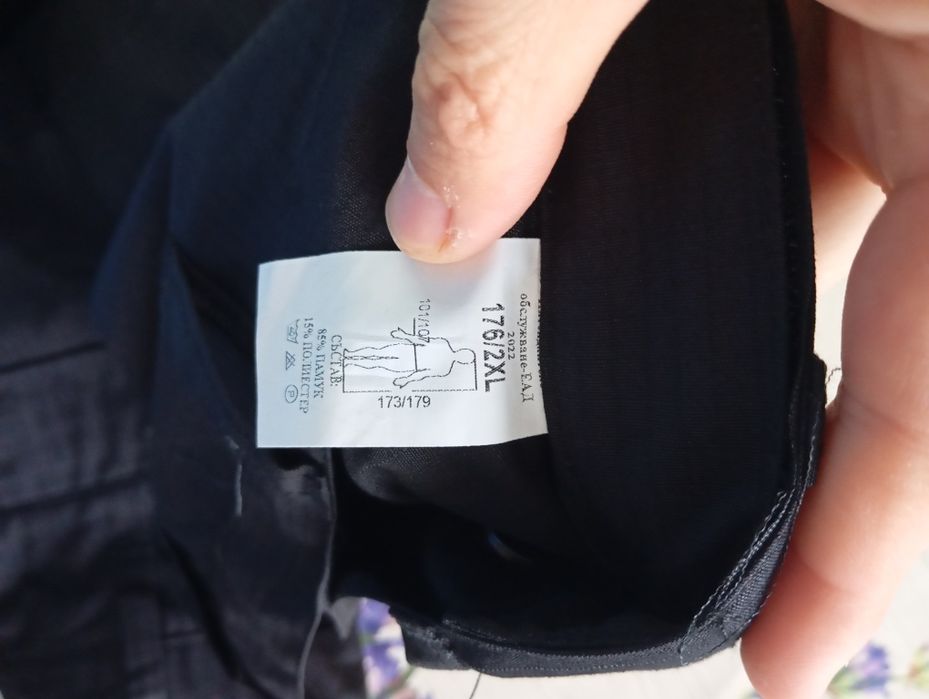 обслужване-ЕАД
2022
176/2XL
101/107
173/179
СЪСТАВ:
85% ПАМУК
15% ПОЛИЕСТЕР
P